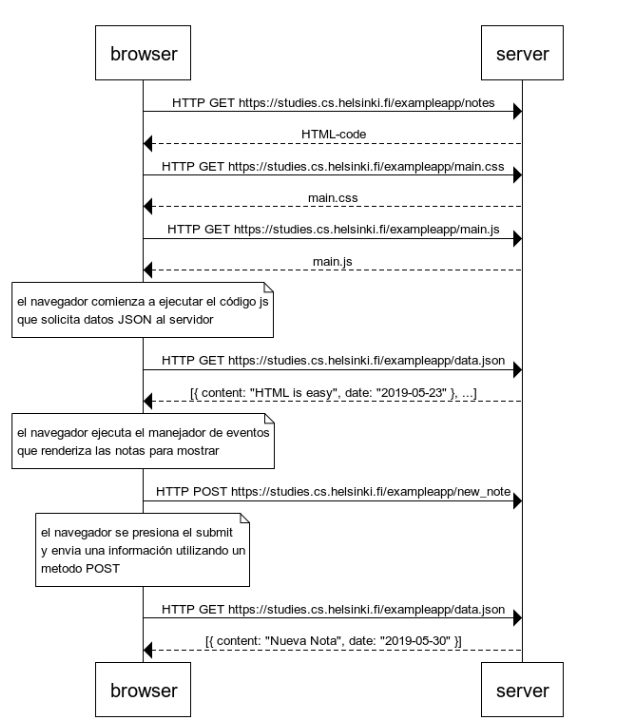 browser
server
HTTP GET https://studies.cs.helsinki.fi/exampleapp/notes
HTML-code
HTTP GET https://studies.cs.helsinki.fi/exampleapp/main.css
main.css
HTTP GET https://studies.cs.helsinki.fi/exampleapp/main.js
main.js
el navegador comienza a ejecutar el código js
que solicita datos JSON al servidor
HTTP GET https://studies.cs.helsinki.fi/exampleapp/data.json
[{ content: "HTML is easy", date: "2019-05-23" }, ...]
el navegador ejecuta el manejador de eventos
que renderiza las notas para mostrar
HTTP POST https://studies.cs.helsinki.fi/exampleapp/new_note
el navegador se presiona el submit
y envia una información utilizando un
metodo POST
HTTP GET https://studies.cs.helsinki.fi/exampleapp/data.json
[{ content: "Nueva Nota", date: "2019-05-30" }]
browser
server